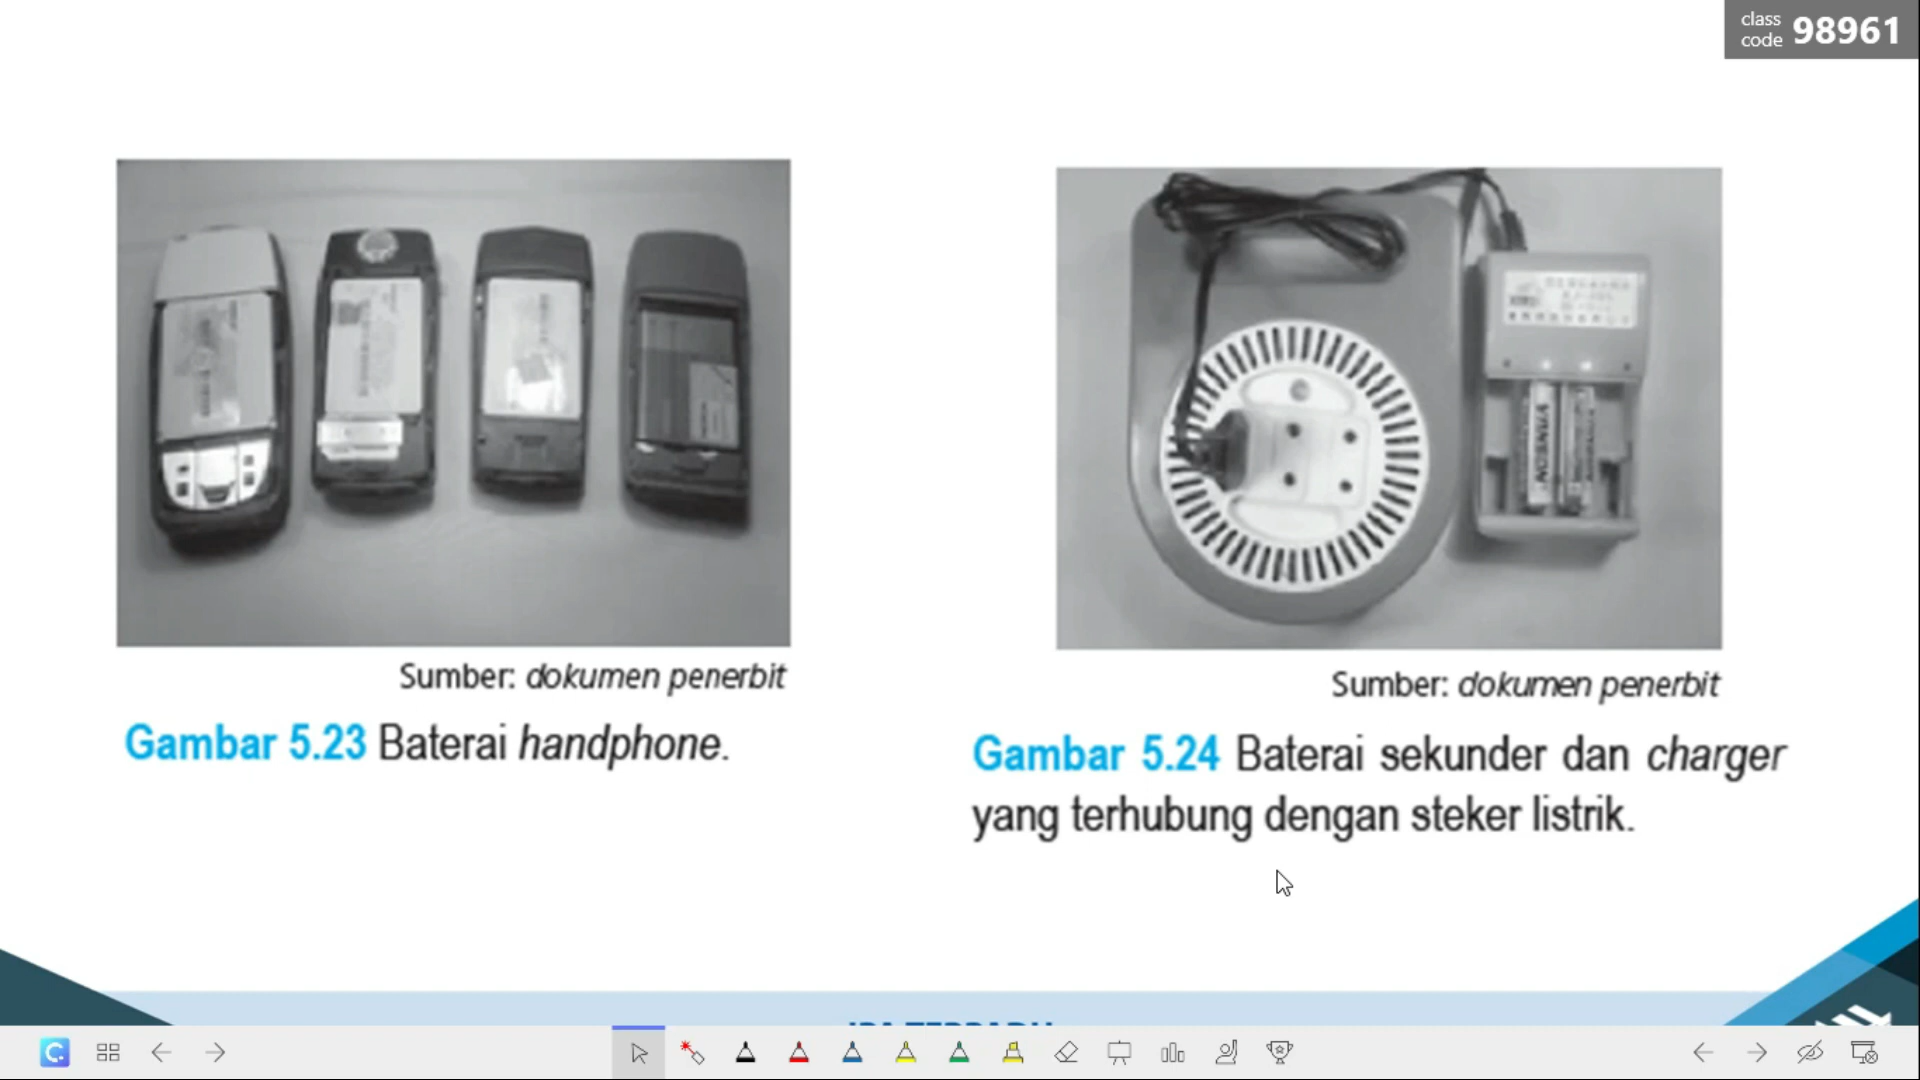 class
code 98961
Sumber: dokumen penerbit
Gambar 5.23 Baterai handphone.
Sumber: dokumen penerbit
Gambar 5.24 Baterai sekunder dan charger
yang terhubung dengan steker listrik.